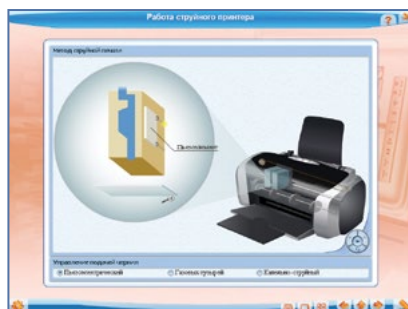 Работа струйного принтера
?
Метод струйной печати
Пьезоэлемент
Управление подачей чернил
Пьезоэлектрический
Газовых пузырей
Капельно-струйный